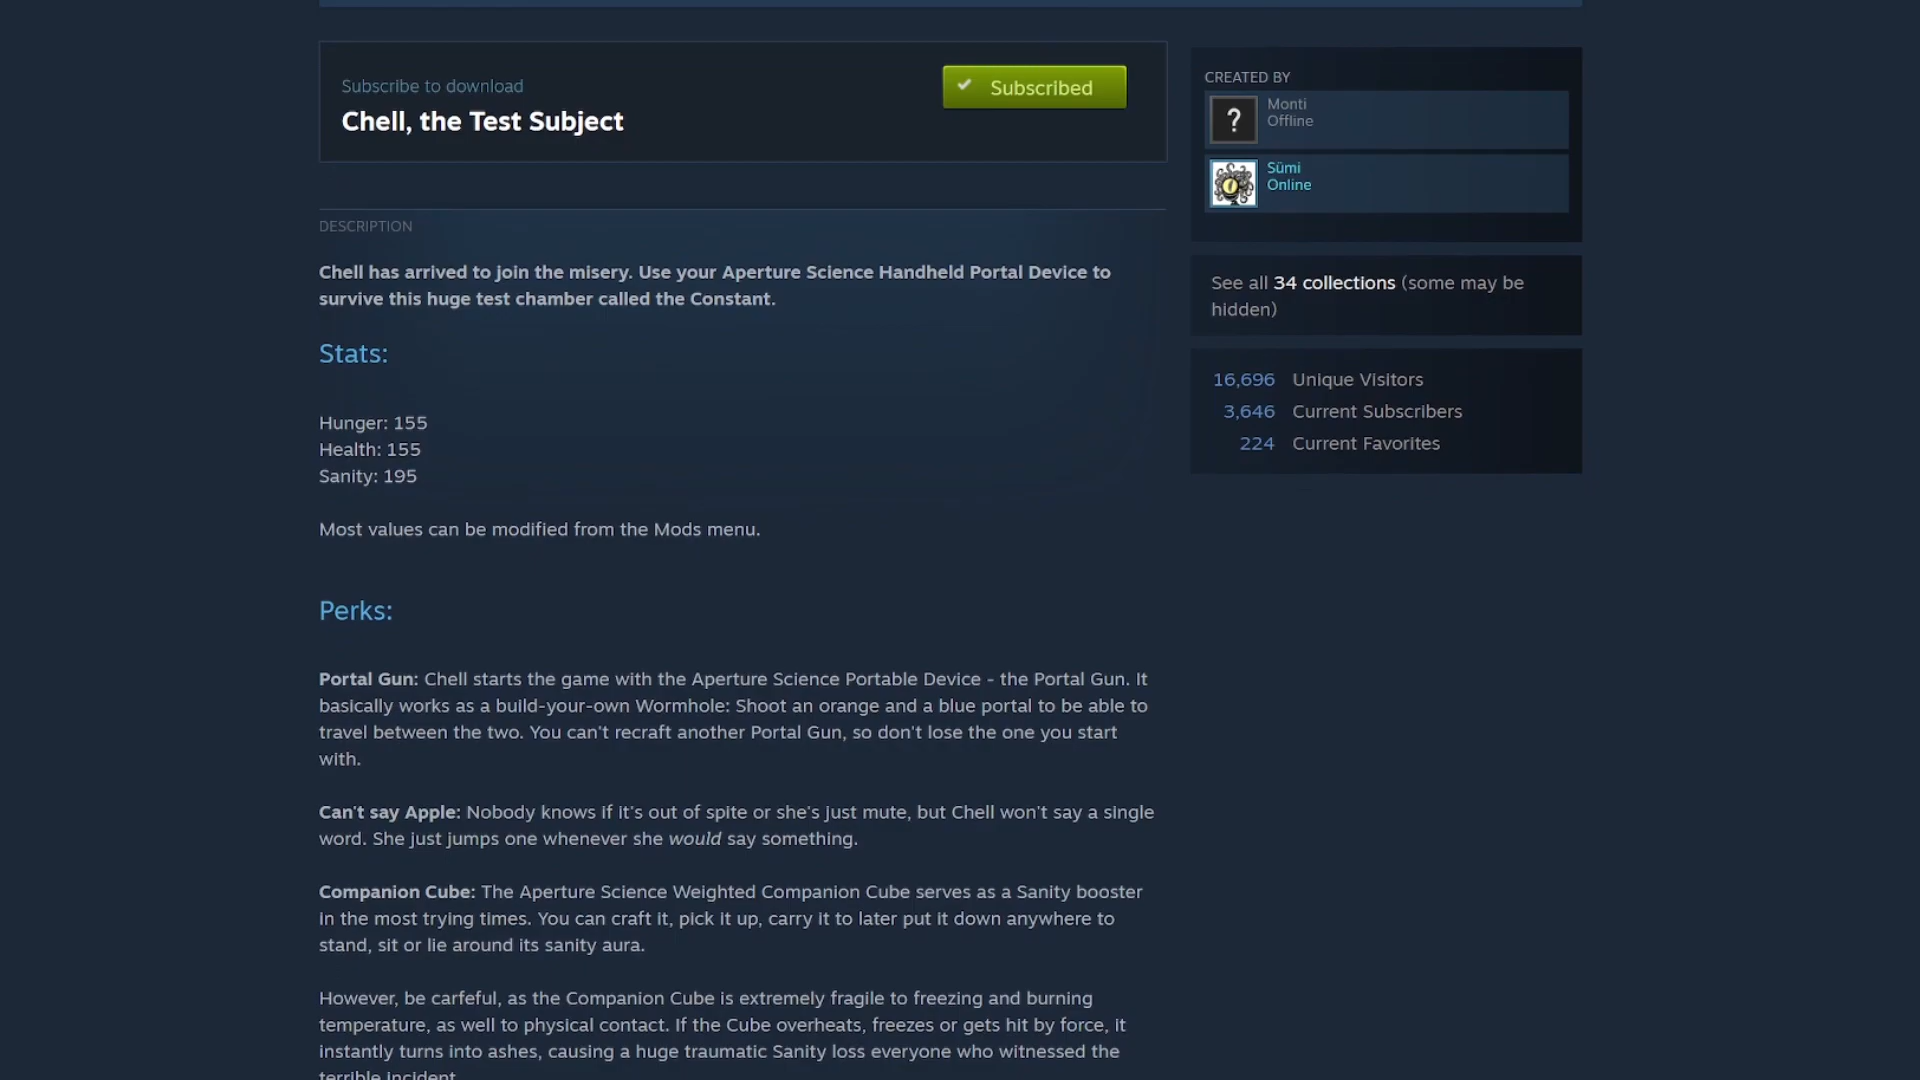 Subscribe to download
Chell, the Test Subject
Subscribed
DESCRIPTION
Chell has arrived to join the misery. Use your Aperture Science Handheld Portal Device to
survive this huge test chamber called the Constant.
Stats:
Hunger: 155
Health: 155
Sanity: 195
Most values can be modified from the Mods menu.
Perks:
Portal Gun: Chell starts the game with the Aperture Science Portable Device - the Portal Gun. It
basically works as a build-your-own Wormhole: Shoot an orange and a blue portal to be able to
travel between the two. You can't recraft another Portal Gun, so don't lose the one you start
with.
Can't say Apple: Nobody knows if it's out of spite or she's just mute, but Chell won't say a single
word. She just jumps one whenever she would say something.
Companion Cube: The Aperture Science Weighted Companion Cube serves as a Sanity booster
in the most trying times. You can craft it, pick it up, carry it to later put it down anywhere to
stand, sit or lie around its sanity aura.
However, be carfeful, as the Companion Cube is extremely fragile to freezing and burning
temperature, as well to physical contact. If the Cube overheats, freezes or gets hit by force, it
instantly turns into ashes, causing a huge traumatic Sanity loss everyone who witnessed the
terrible incident.
CREATED BY
?
Monti
Offline
Sümi
Online
See all 34 collections (some may be
hidden)
16,696 Unique Visitors
3,646 Current Subscribers
224 Current Favorites